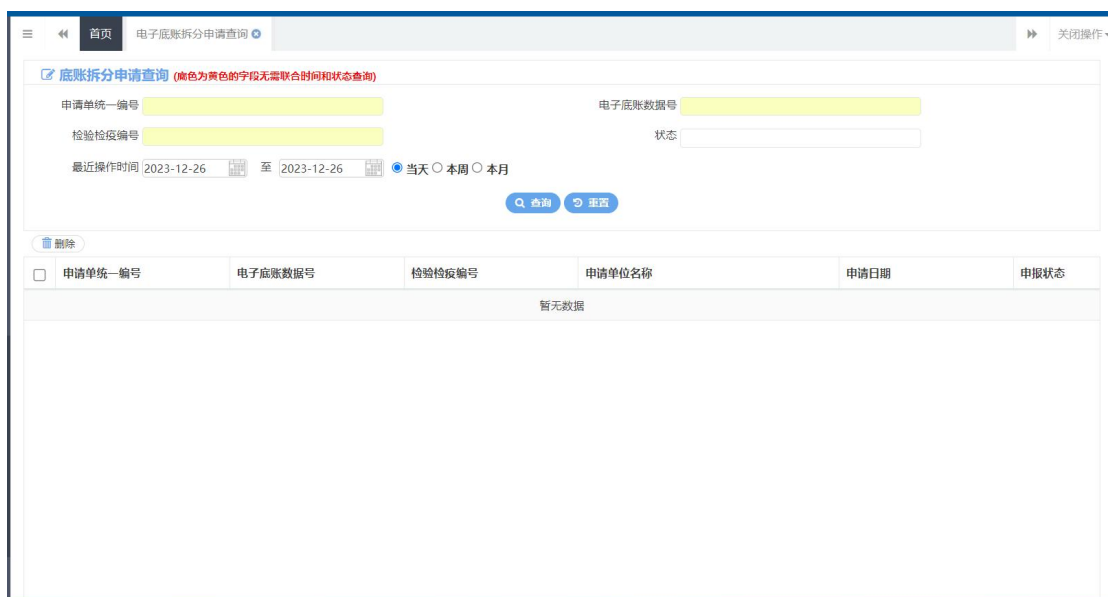 首页 电子底账拆分申请查询 关闭操作
底账拆分申请查询 (底色为黄色的字段无需联合时间和状态查询)
申请单统一编号 电子底账数据号
检验检疫编号 状态
最近操作时间 2023-12-26 至 2023-12-26 当天 本周 本月
查询 重置
删除
申请单统一编号 电子底账数据号 检验检疫编号 申请单位名称 申请日期 申报状态
暂无数据